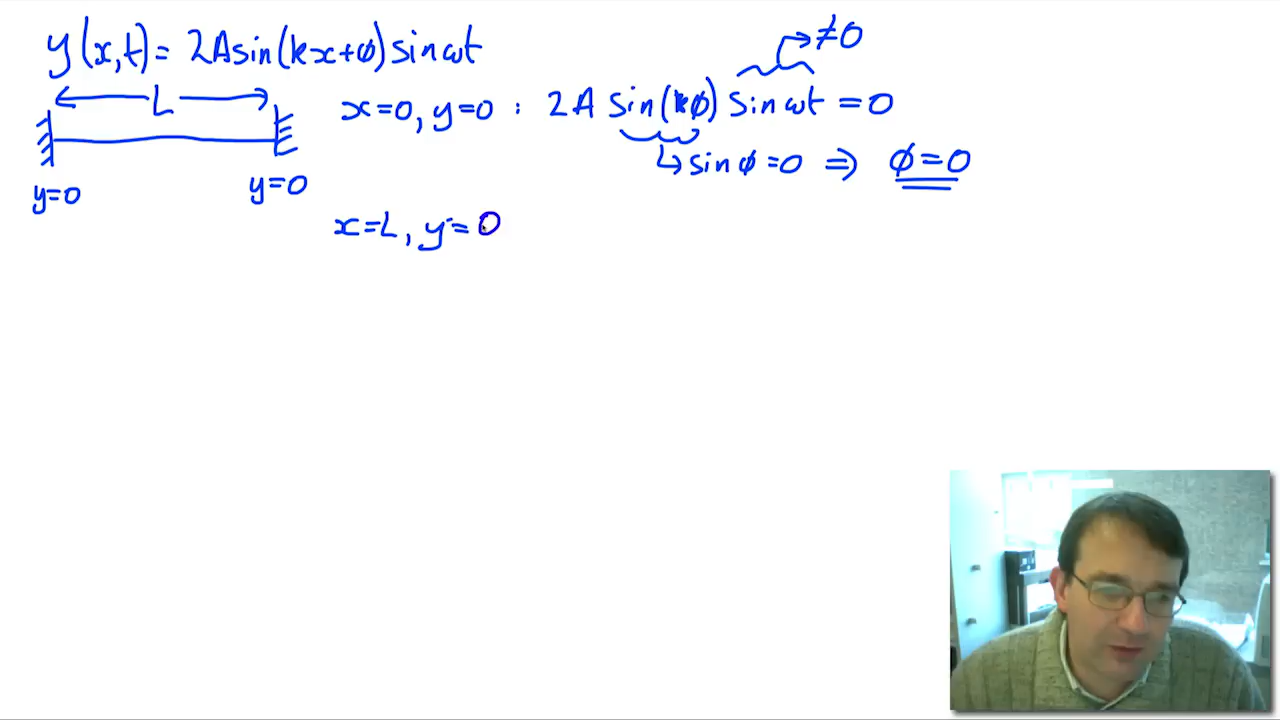 y(x,t) = 2A sin(kx+φ) sin ωt
≠0
L
x=0, y=0 : 2A sin(φ) sin ωt = 0
↳ sin φ = 0 ⇒ φ = 0
y=0
y=0
x=L, y=0